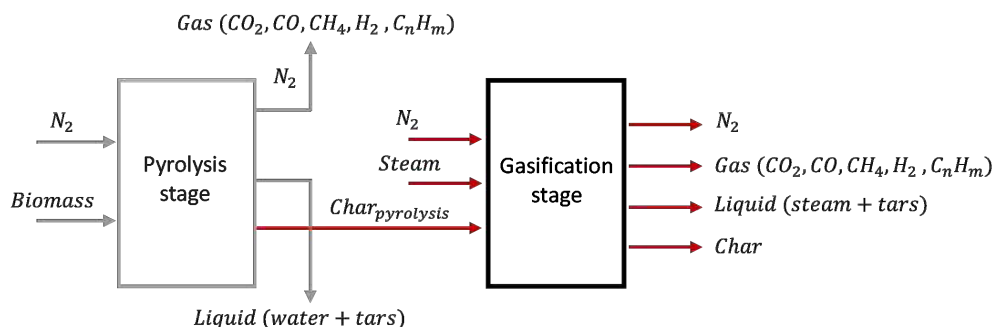 Gas (CO₂, CO, CH₄, H₂ , CₙHₘ)
N₂
N₂
Biomass
Pyrolysis
stage
Liquid (water + tars)
Char_pyrolysis
N₂
Steam
Gasification
stage
N₂
Gas (CO₂, CO, CH₄, H₂ , CₙHₘ)
Liquid (steam + tars)
Char